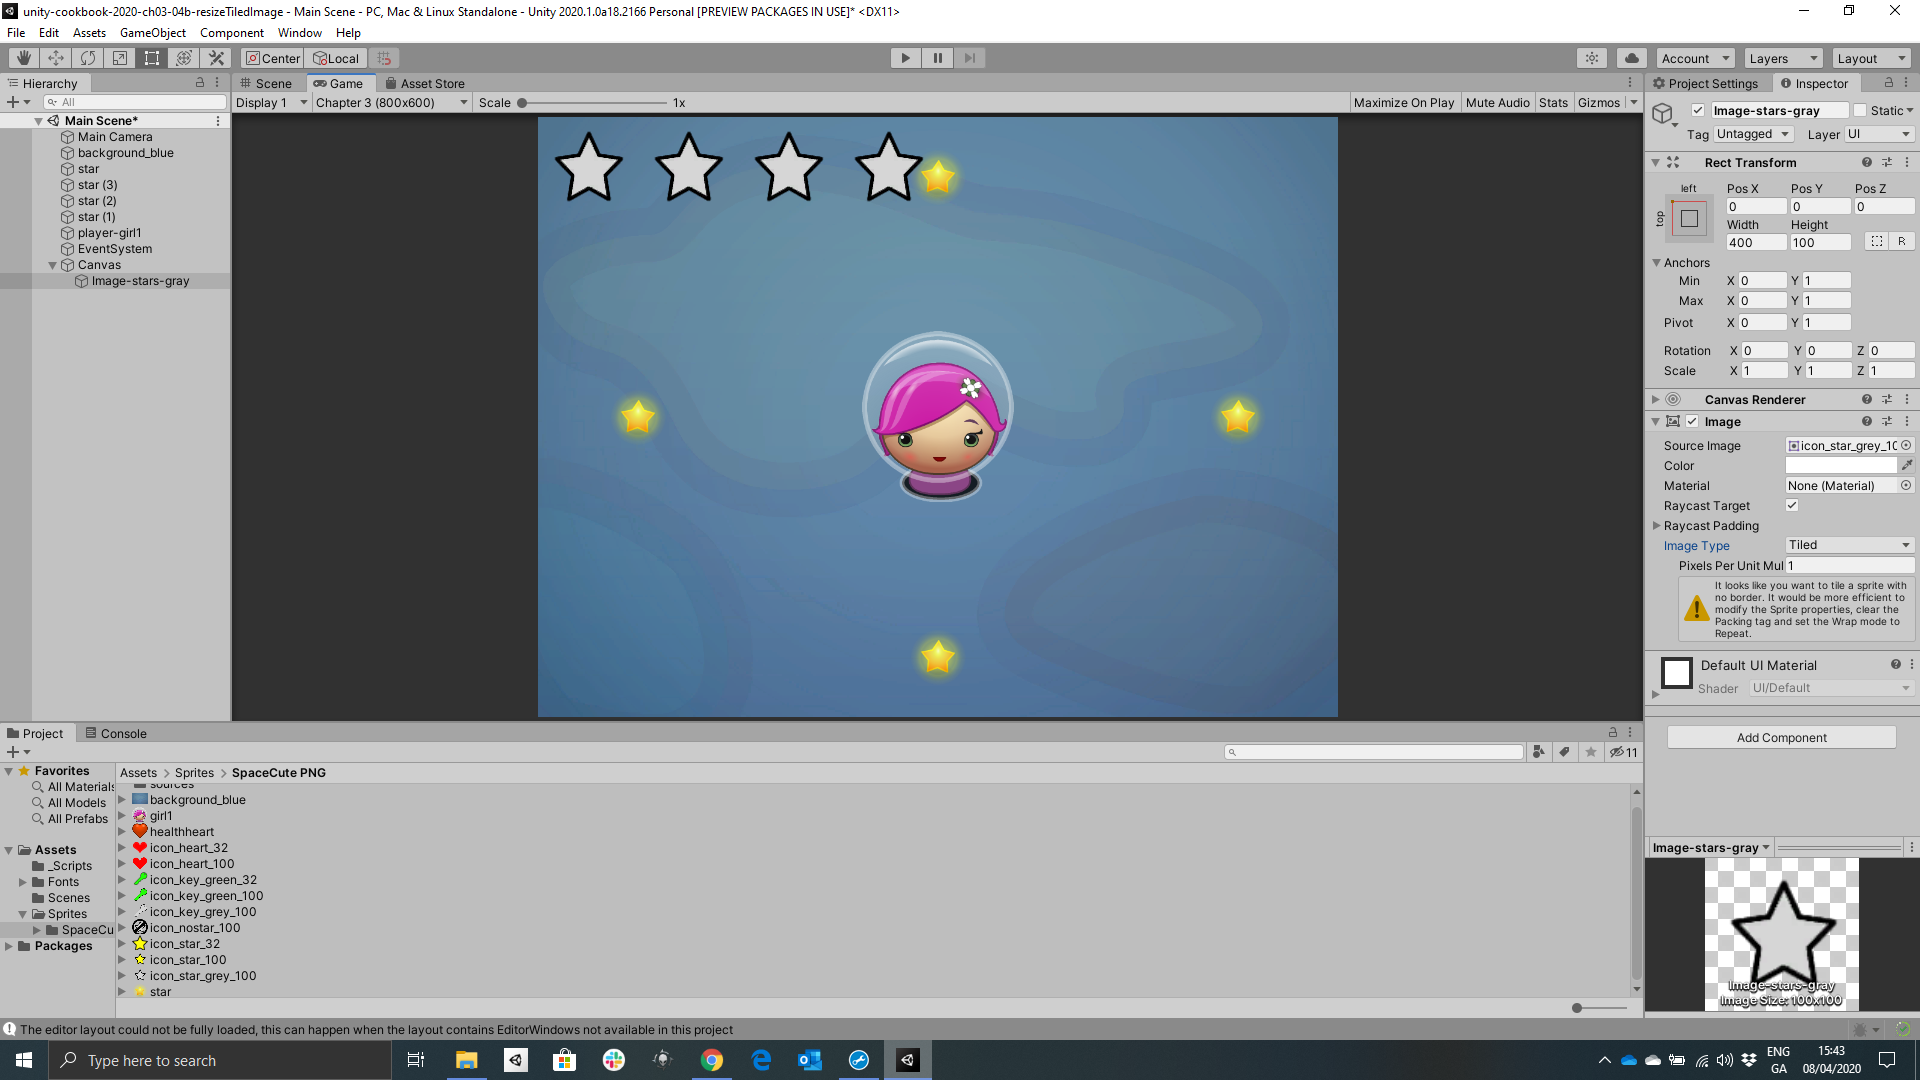 unity-cookbook-2020-ch03-04b-resizeTiledImage - Main Scene - PC, Mac & Linux Standalone - Unity 2020.1.0a18.2166 Personal [PREVIEW PACKAGES IN USE]* <DX11>
File Edit Assets GameObject Component Window Help
Center Local Account Layers Layout
Hierarchy
All
Main Scene*
Main Camera
background_blue
star
star (3)
star (2)
star (1)
player-girl1
EventSystem
Canvas
Image-stars-gray
Scene Game Asset Store
Display 1 Chapter 3 (800x600) Scale 1x Maximize On Play Mute Audio Stats Gizmos
Project Settings Inspector
Image-stars-gray Static
Tag Untagged Layer UI
Rect Transform
left Pos X Pos Y Pos Z
top 0 0 0
Width Height
400 100 R
Anchors
Min X 0 Y 1
Max X 0 Y 1
Pivot X 0 Y 1
Rotation X 0 Y 0 Z 0
Scale X 1 Y 1 Z 1
Canvas Renderer
Image
Source Image icon_star_grey_10
Color
Material None (Material)
Raycast Target
Raycast Padding
Image Type Tiled
Pixels Per Unit Mul 1
It looks like you want to tile a sprite with
no border. It would be more efficient to
modify the Sprite properties, clear the
Packing tag and set the Wrap mode to
Repeat.
Default UI Material
Shader UI/Default
Add Component
Image-stars-gray
Image-stars-gray
Image Size: 100x100
Project Console
11
Favorites
All Materials
All Models
All Prefabs
Assets
_Scripts
Fonts
Scenes
Sprites
SpaceCu
Packages
Assets > Sprites > SpaceCute PNG
sources
background_blue
girl1
healthheart
icon_heart_32
icon_heart_100
icon_key_green_32
icon_key_green_100
icon_key_grey_100
icon_nostar_100
icon_star_32
icon_star_100
icon_star_grey_100
star
The editor layout could not be fully loaded, this can happen when the layout contains EditorWindows not available in this project
Type here to search
ENG
GA
15:43
08/04/2020